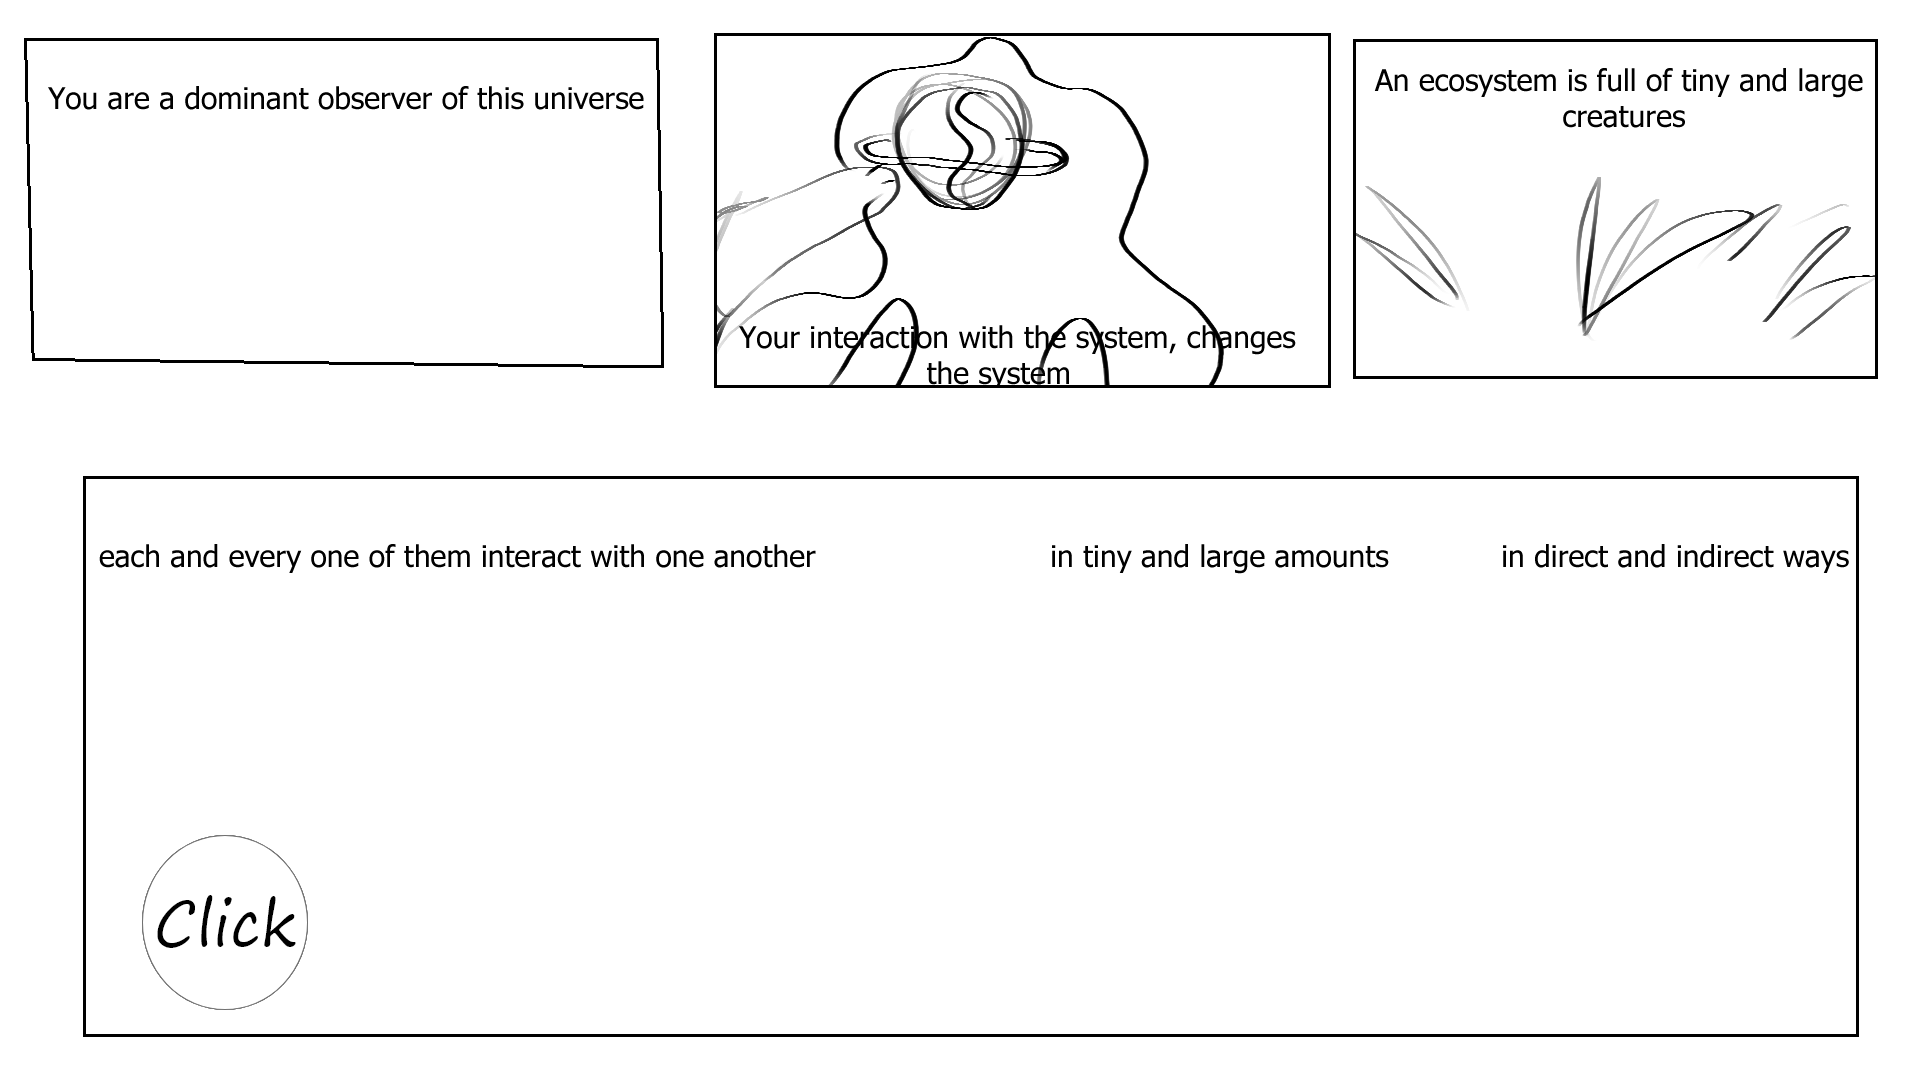 You are a dominant observer of this universe
Your interaction with the system, changes
the system
An ecosystem is full of tiny and large
creatures
each and every one of them interact with one another
in tiny and large amounts
in direct and indirect ways
Click